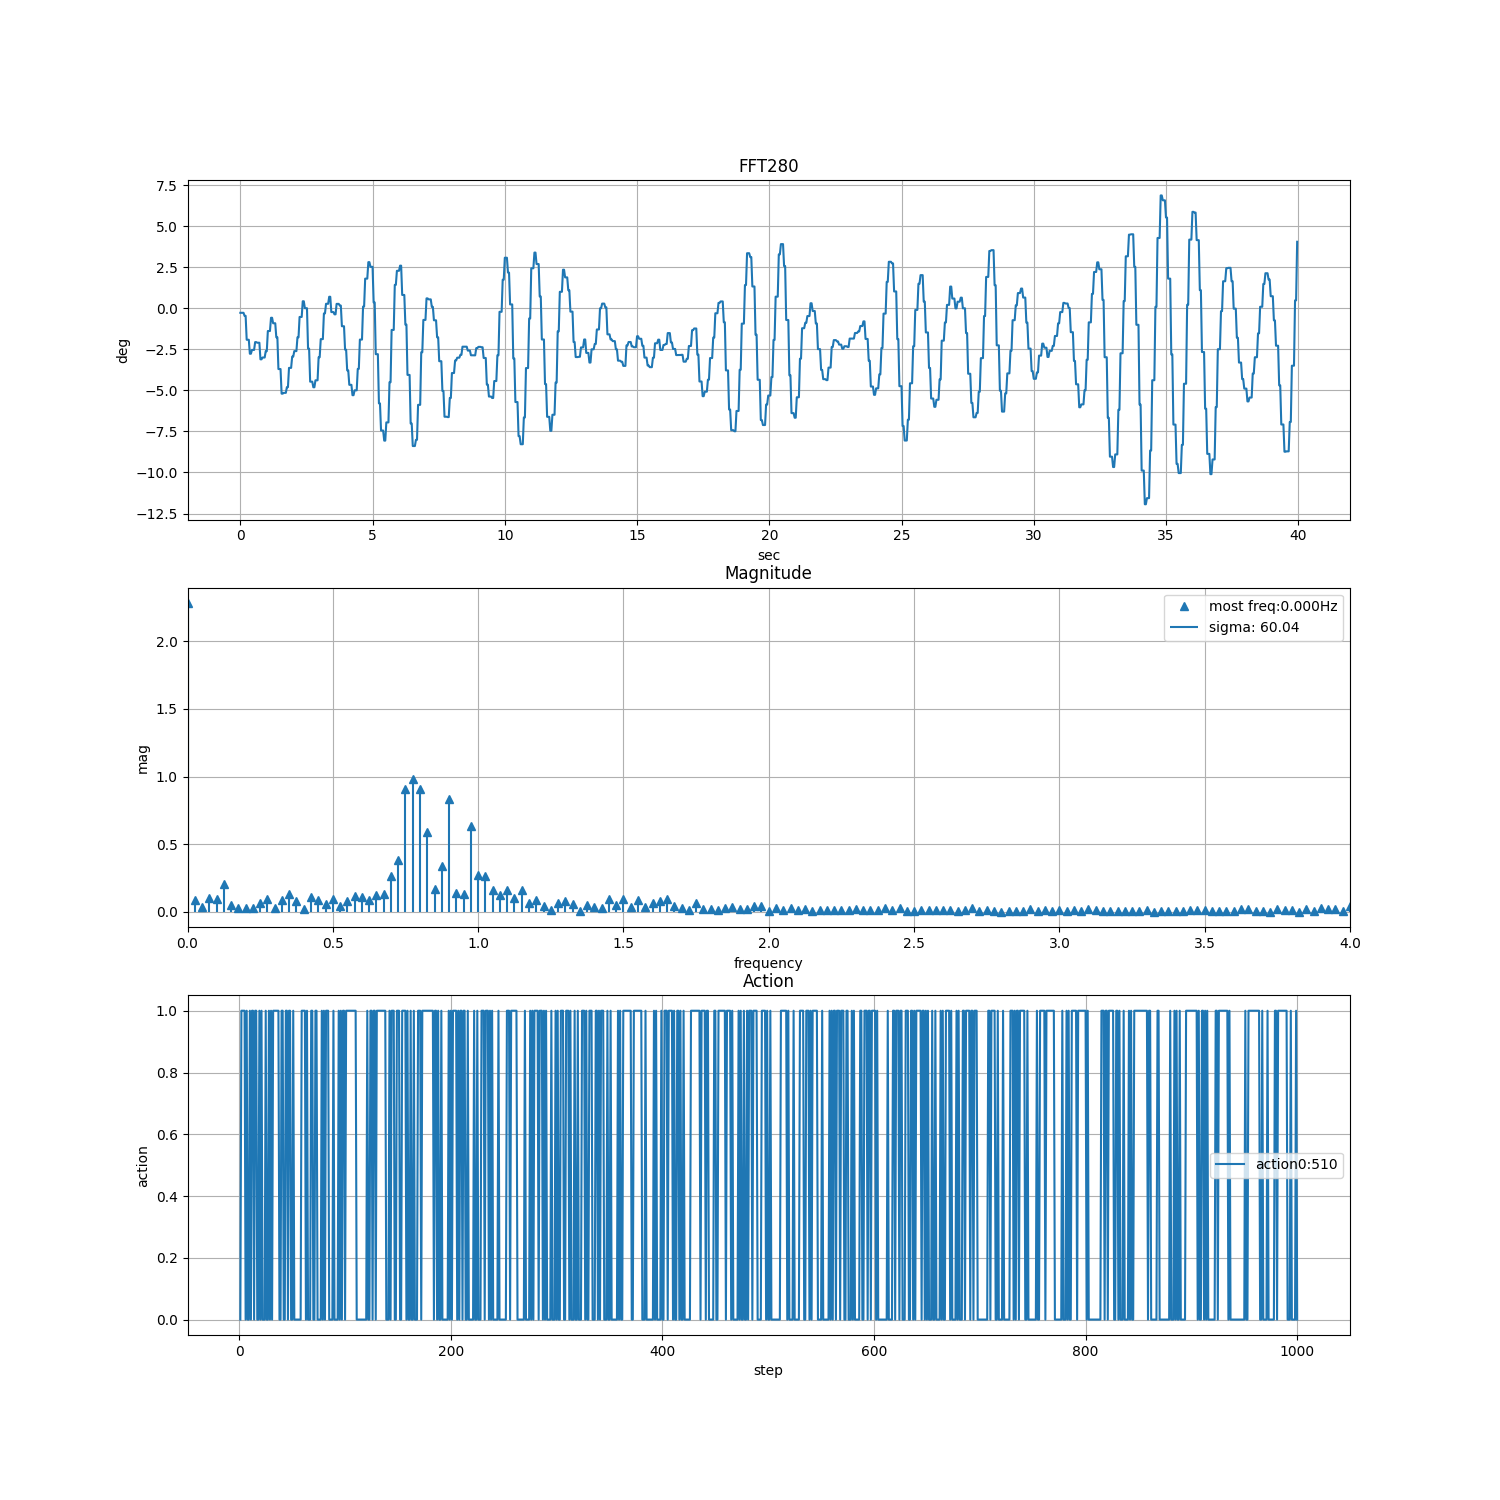 FFT280
7.5
5.0
2.5
0.0
−2.5
−5.0
−7.5
−10.0
−12.5
deg
0 5 10 15 20 25 30 35 40
sec
Magnitude
most freq:0.000Hz
sigma: 60.04
2.0
1.5
1.0
0.5
0.0
mag
0.0 0.5 1.0 1.5 2.0 2.5 3.0 3.5 4.0
frequency
Action
1.0
0.8
0.6
0.4
0.2
0.0
action
action0:510
0 200 400 600 800 1000
step